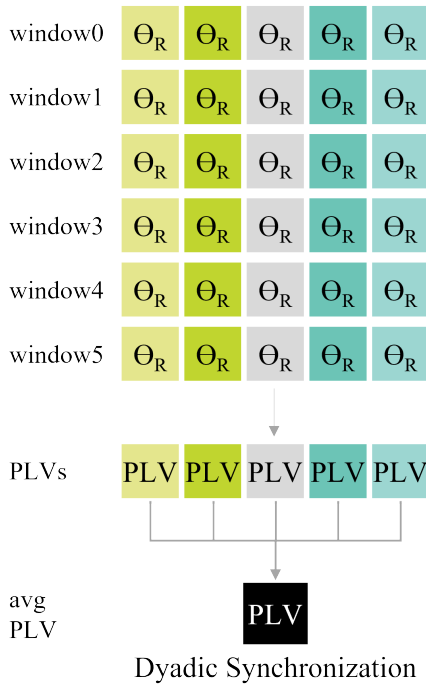 window0 ϴR ϴR ϴR ϴR ϴR
window1 ϴR ϴR ϴR ϴR ϴR
window2 ϴR ϴR ϴR ϴR ϴR
window3 ϴR ϴR ϴR ϴR ϴR
window4 ϴR ϴR ϴR ϴR ϴR
window5 ϴR ϴR ϴR ϴR ϴR
PLVs PLV PLV PLV PLV PLV
avg
PLV
PLV
Dyadic Synchronization